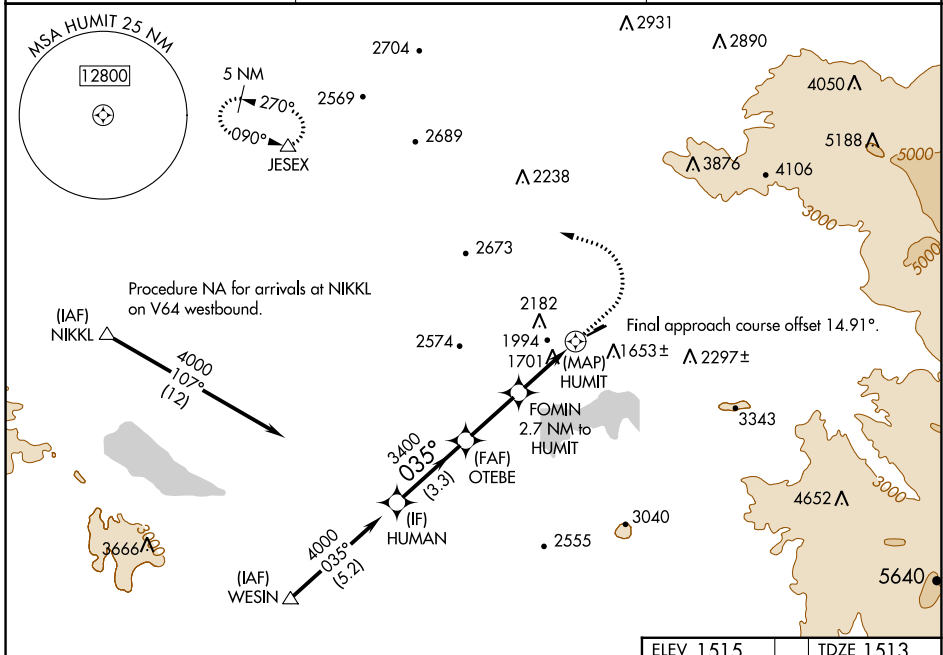 MSA HUMIT 25 NM
12800
5 NM
270°
090°
JESEX
2704
2569
2689
2931
2890
4050
5188
5000
3876
4106
3000
5000
2238
2673
Procedure NA for arrivals at NIKKL
on V64 westbound.
(IAF)
NIKKL
4000
107°
(12)
2182
1994
1701
2574
(MAP)
HUMIT
Final approach course offset 14.91°.
1653±
2297±
FOMIN
2.7 NM to
HUMIT
3343
3400
035°
(3.3)
(FAF)
OTEBE
(IF)
HUMAN
4000
035°
(5.2)
(IAF)
WESIN
3666
3000
4652
3040
2555
5640
ELEV 1515
TDZE 1513